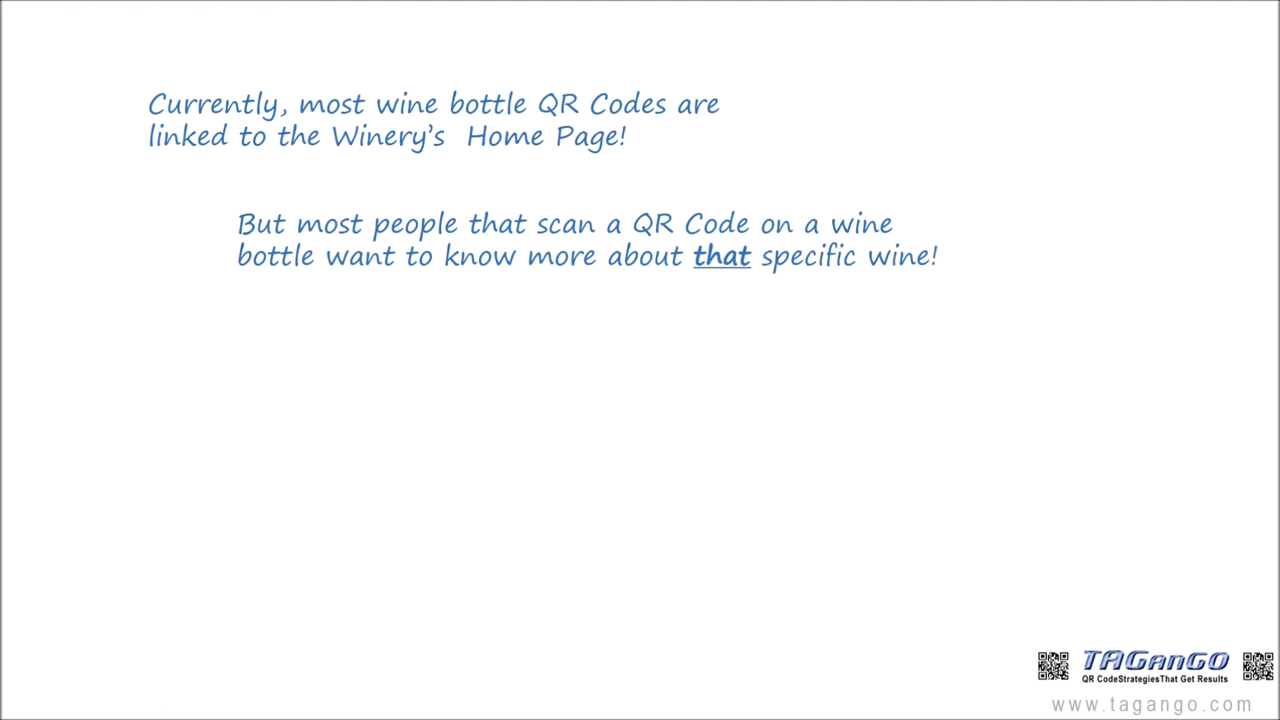 Currently, most wine bottle QR Codes are
linked to the Winery's Home Page!
But most people that scan a QR Code on a wine
bottle want to know more about that specific wine!
TAGanGO
QR CodeStrategiesThat Get Results
www.tagango.com